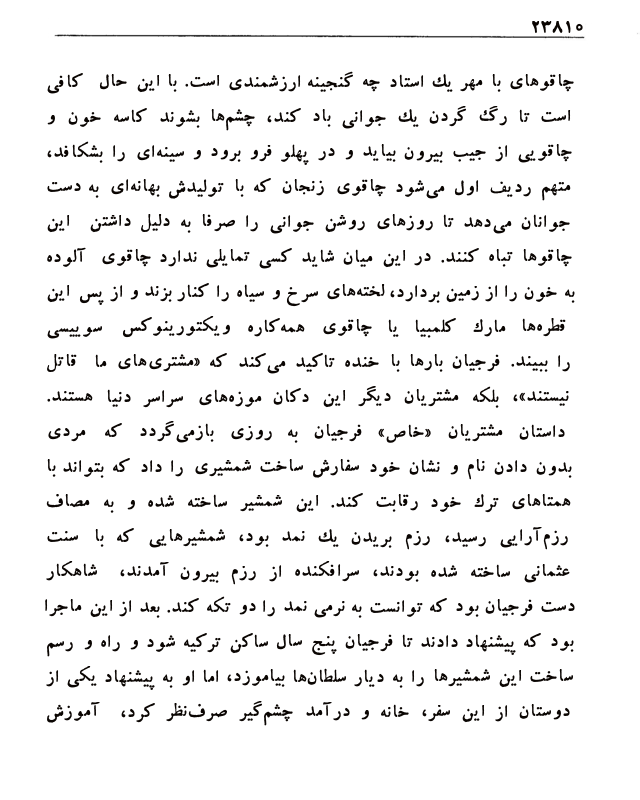 ۲۳۸۱۰
چاقوهای با مهر یك استاد چه گنجینه ارزشمندی است. با این حال کافی
است تا رگ گردن یك جوانی باد کند، چشم‌ها بشوند کاسه خون و
چاقویی از جیب بیرون بیاید و در پهلو فرو برود و سینه‌ای را بشکافد،
متهم ردیف اول می‌شود چاقوی زنجان که با تولیدش بهانه‌ای به دست
جوانان می‌دهد تا روزهای روشن جوانی را صرفا به دلیل داشتن این
چاقوها تباه کنند. در این میان شاید کسی تمایلی ندارد چاقوی آلوده
به خون را از زمین بردارد، لخته‌های سرخ و سیاه را کنار بزند و از پس این
قطره‌ها مارك کلمبیا یا چاقوی همه‌کاره ویکتورینوکس سوییسی
را ببیند. فرجیان بارها با خنده تاکید می‌کند که «مشتری‌های ما قاتل
نیستند»، بلکه مشتریان دیگر این دکان موزه‌های سراسر دنیا هستند.
داستان مشتریان «خاص» فرجیان به روزی بازمی‌گردد که مردی
بدون دادن نام و نشان خود سفارش ساخت شمشیری را داد که بتواند با
همتاهای ترك خود رقابت کند. این شمشیر ساخته شده و به مصاف
رزم‌آرایی رسید، رزم بریدن یك نمد بود، شمشیرهایی که با سنت
عثمانی ساخته شده بودند، سرافکنده از رزم بیرون آمدند، شاهکار
دست فرجیان بود که توانست به نرمی نمد را دو تکه کند. بعد از این ماجرا
بود که پیشنهاد دادند تا فرجیان پنج سال ساکن ترکیه شود و راه و رسم
ساخت این شمشیرها را به دیار سلطان‌ها بیاموزد، اما او به پیشنهاد یکی از
دوستان از این سفر، خانه و درآمد چشم‌گیر صرف‌نظر کرد، آموزش